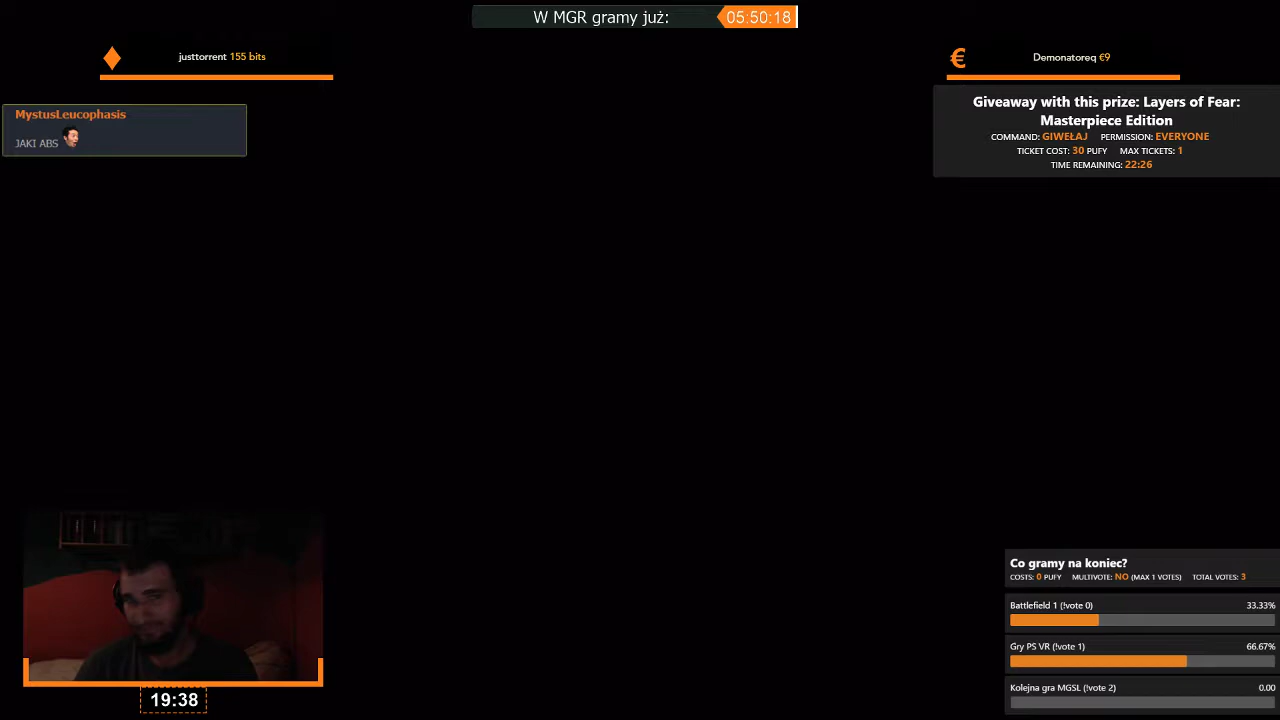 W MGR gramy już: 05:50:18
justtorrent 155 bits
€ Demonatoreq €9
MystusLeucophasis
JAKI ABS
Giveaway with this prize: Layers of Fear:
Masterpiece Edition
COMMAND: GIWEŁAJ PERMISSION: EVERYONE
TICKET COST: 30 PUFY MAX TICKETS: 1
TIME REMAINING: 22:26
Co gramy na koniec?
COSTS: 0 PUFY MULTIVOTE: NO (MAX 1 VOTES) TOTAL VOTES: 3
Battlefield 1 (!vote 0) 33.33%
Gry PS VR (!vote 1) 66.67%
Kolejna gra MGSL (!vote 2) 0.00
19:38